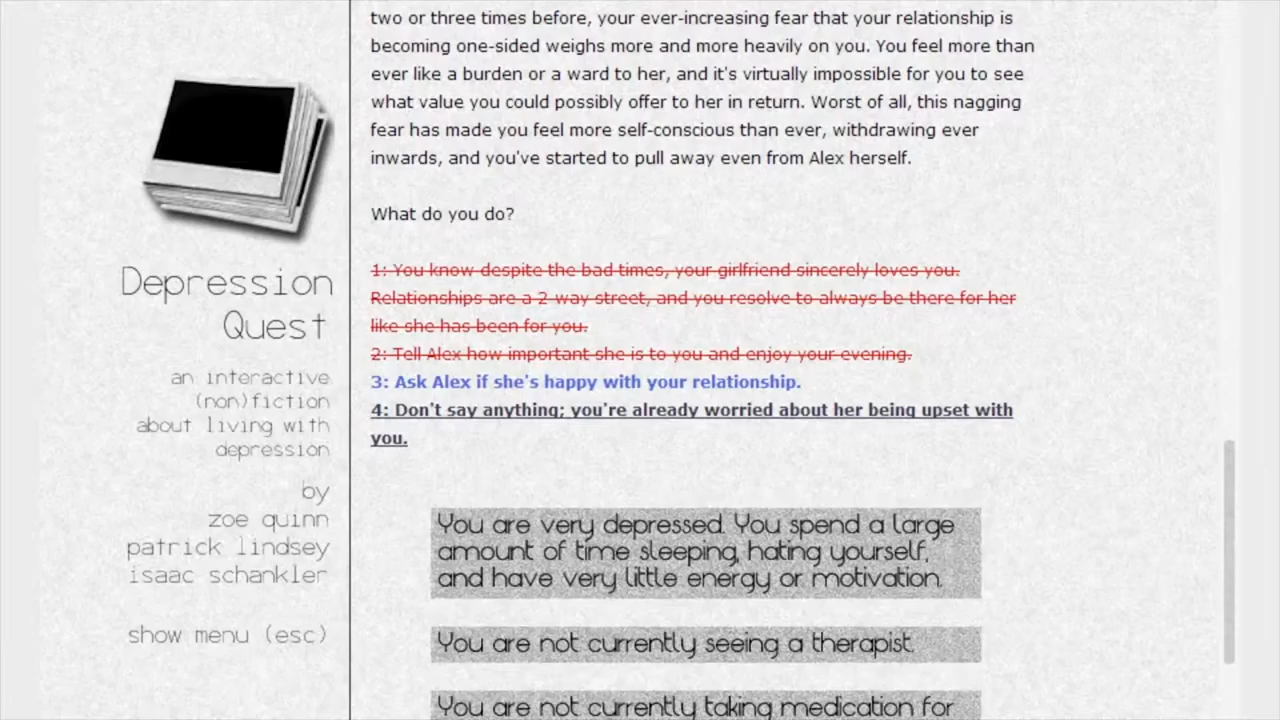 two or three times before, your ever-increasing fear that your relationship is
becoming one-sided weighs more and more heavily on you. You feel more than
ever like a burden or a ward to her, and it's virtually impossible for you to see
what value you could possibly offer to her in return. Worst of all, this nagging
fear has made you feel more self-conscious than ever, withdrawing ever
inwards, and you've started to pull away even from Alex herself.
What do you do?
1: You know despite the bad times, your girlfriend sincerely loves you.
Relationships are a 2 way street, and you resolve to always be there for her
like she has been for you.
2: Tell Alex how important she is to you and enjoy your evening.
3: Ask Alex if she's happy with your relationship.
4: Don't say anything; you're already worried about her being upset with
you.
You are very depressed. You spend a large
amount of time sleeping, hating yourself,
and have very little energy or motivation.
You are not currently seeing a therapist.
You are not currently taking medication for
Depression
Quest
an interactive
(non)fiction
about living with
depression
by
zoe quinn
patrick lindsey
isaac schankler
show menu (esc)